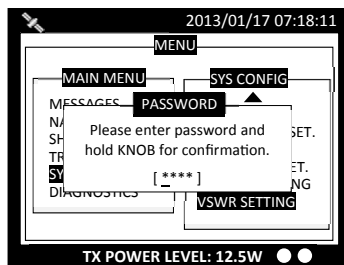 2013/01/17 07:18:11
MENU
MAIN MENU
SYS CONFIG
MESSAGES
PASSWORD
Please enter password and
hold KNOB for confirmation.
[ **** ]
SET.
ET.
NG
DIAGNOSTICS
VSWR SETTING
TX POWER LEVEL: 12.5W